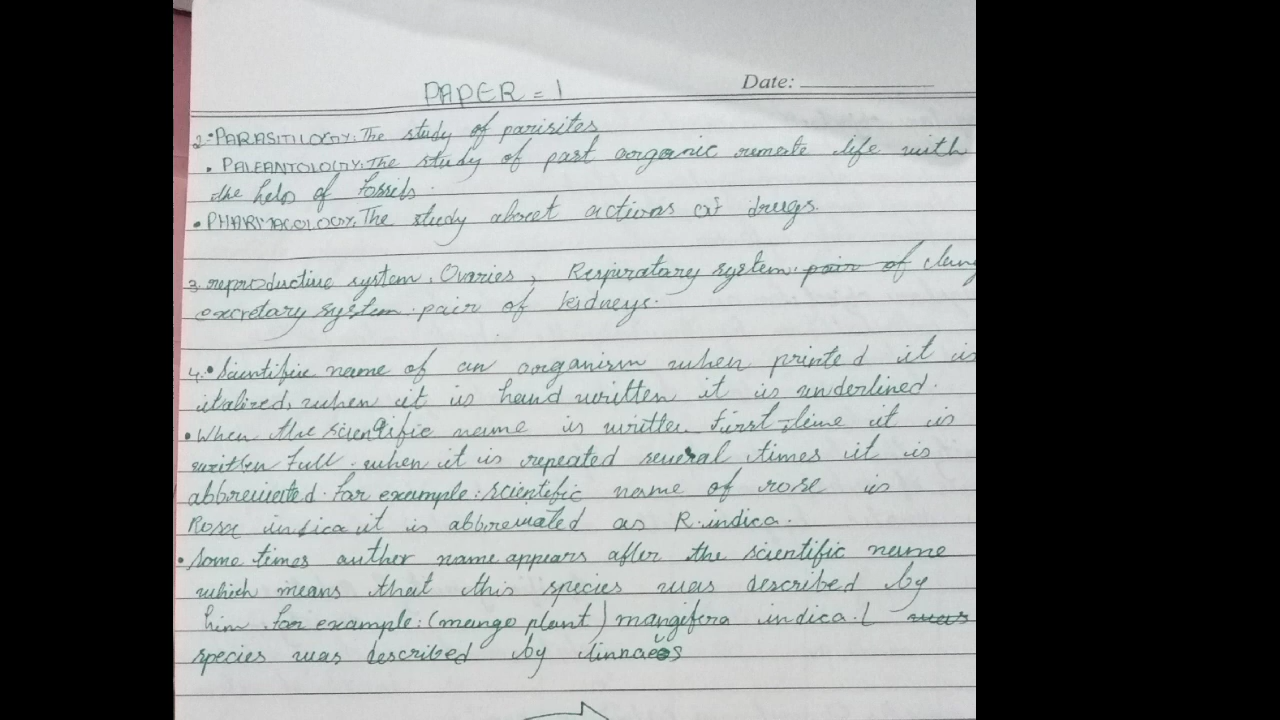 PAPER = 1
Date:
2. • PARASITILOGY: The study of parisites
• PALEANTOLOGY: The study of past oorganic remote life with
the help of fossils.
• PHARMACOLOGY: The study about actions of drugs.
3. reproductive system, Ovaries, Respiratory system: pair of lung
excretary system. pair of kidneys.
4. • Scientific name of an oorganism when printed it is
italized, when it is hand written it is underlined.
• When the scientific name is written first time it is
written full. when it is repeated several times it is
abbreviated. For example: scientific name of rose is
Rosa indica it is abbreviated as R. indica.
• Some times auther name appears after the scientific name
which means that this species was described by
him. for example: (mango plant) mangifera indica. L was
species was described by linnaeus